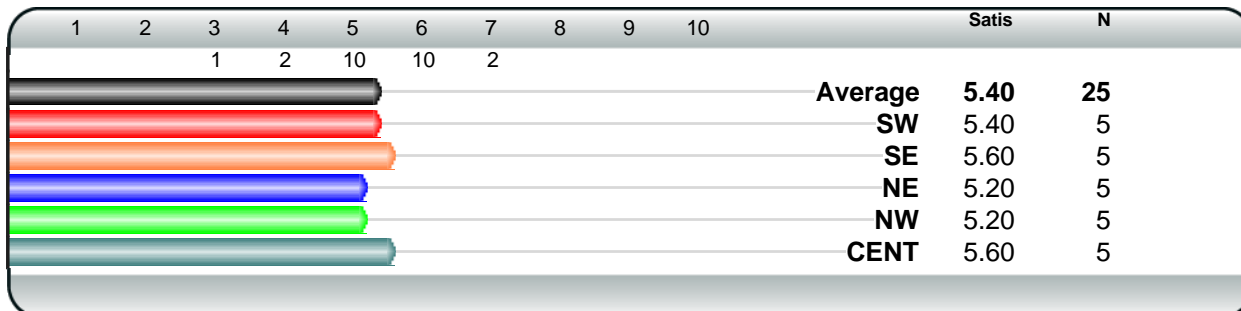 1 2 3 4 5 6 7 8 9 10 Satis N
1 2 10 10 2
Average 5.40 25
SW 5.40 5
SE 5.60 5
NE 5.20 5
NW 5.20 5
CENT 5.60 5